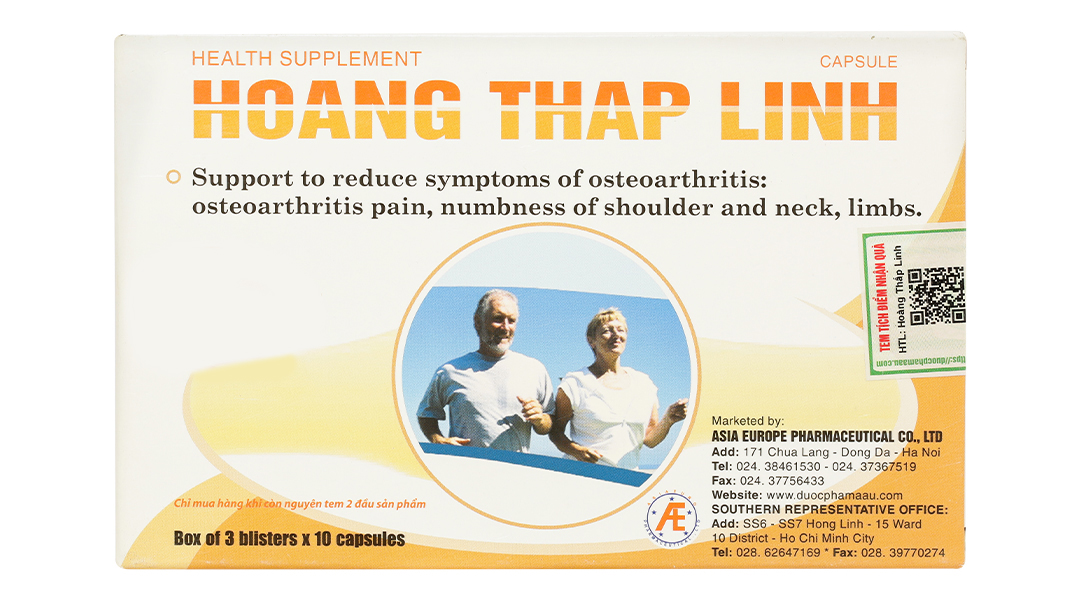 HEALTH SUPPLEMENT
CAPSULE
HOANG THAP LINH
Support to reduce symptoms of osteoarthritis:
osteoarthritis pain, numbness of shoulder and neck, limbs.
TEM TÍCH ĐIỂM NHẬN QUÀ
HTL: Hoàng Thấp Linh
ttps://duocphamaau.com
Marketed by:
ASIA EUROPE PHARMACEUTICAL CO., LTD
Add: 171 Chua Lang - Dong Da - Ha Noi
Tel: 024. 38461530 - 024. 37367519
Fax: 024. 37756433
Website: www.duocphamaau.com
SOUTHERN REPRESENTATIVE OFFICE:
Add: SS6 - SS7 Hong Linh - 15 Ward
10 District - Ho Chi Minh City
Tel: 028. 62647169 * Fax: 028. 39770274
Chỉ mua hàng khi còn nguyên tem 2 đầu sản phẩm
Box of 3 blisters x 10 capsules
Æ